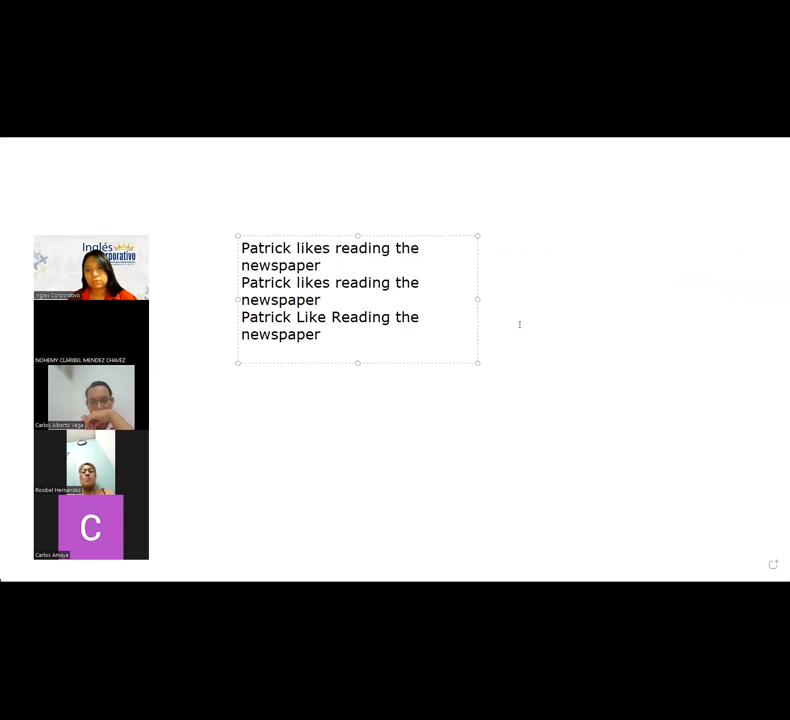 Inglés
Corporativo
Ingles Corporativo
NOHEMY CLARIBEL MENDEZ CHAVEZ
Carlos Alberto Vega
Rosibel Hernandez
C
Carlos Amaya
Patrick likes reading the
newspaper
Patrick likes reading the
newspaper
Patrick Like Reading the
newspaper